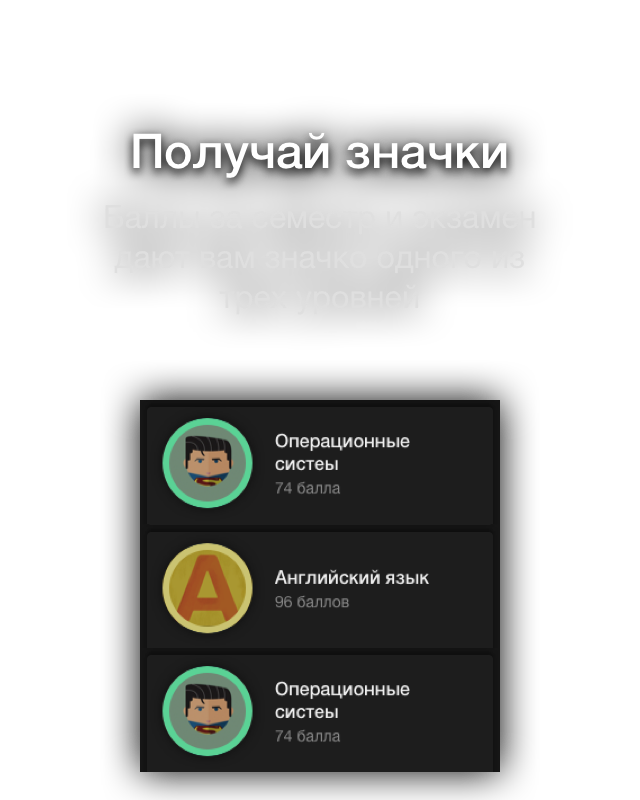 Получай значки
Баллы за семестр и экзамен
дают вам значко одного из
трех уровней
Операционные
систеы
74 балла
A
Английский язык
96 баллов
Операционные
систеы
74 балла